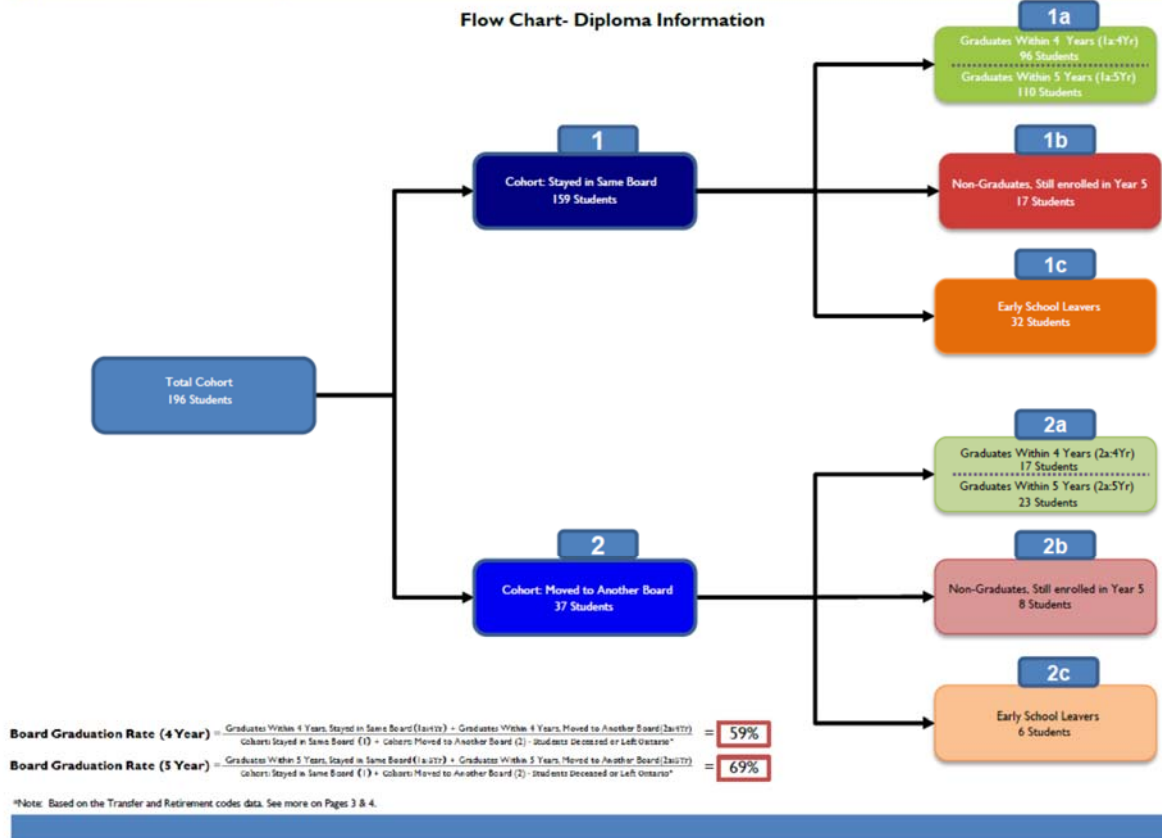 Flow Chart- Diploma Information
1a
Graduates Within 4 Years (1a:4Yr)
96 Students
Graduates Within 5 Years (1a:5Yr)
110 Students
1
Cohort: Stayed in Same Board
159 Students
1b
Non-Graduates, Still enrolled in Year 5
17 Students
1c
Early School Leavers
32 Students
Total Cohort
196 Students
2a
Graduates Within 4 Years (2a:4Yr)
17 Students
Graduates Within 5 Years (2a:5Yr)
23 Students
2
Cohort: Moved to Another Board
37 Students
2b
Non-Graduates, Still enrolled in Year 5
8 Students
2c
Early School Leavers
6 Students
Graduates Within 4 Years, Stayed in Same Board (1a:4Yr) + Graduates Within 4 Years, Moved to Another Board (2a:4Yr)
Board Graduation Rate (4 Year) = = 59%
Cohort: Stayed in Same Board (1) + Cohort: Moved to Another Board (2) - Students Deceased or Left Ontario*
Graduates Within 5 Years, Stayed in Same Board (1a:5Yr) + Graduates Within 5 Years, Moved to Another Board (2a:5Yr)
Board Graduation Rate (5 Year) = = 69%
Cohort: Stayed in Same Board (1) + Cohort: Moved to Another Board (2) - Students Deceased or Left Ontario*
*Note: Based on the Transfer and Retirement codes data. See more on Pages 3 & 4.